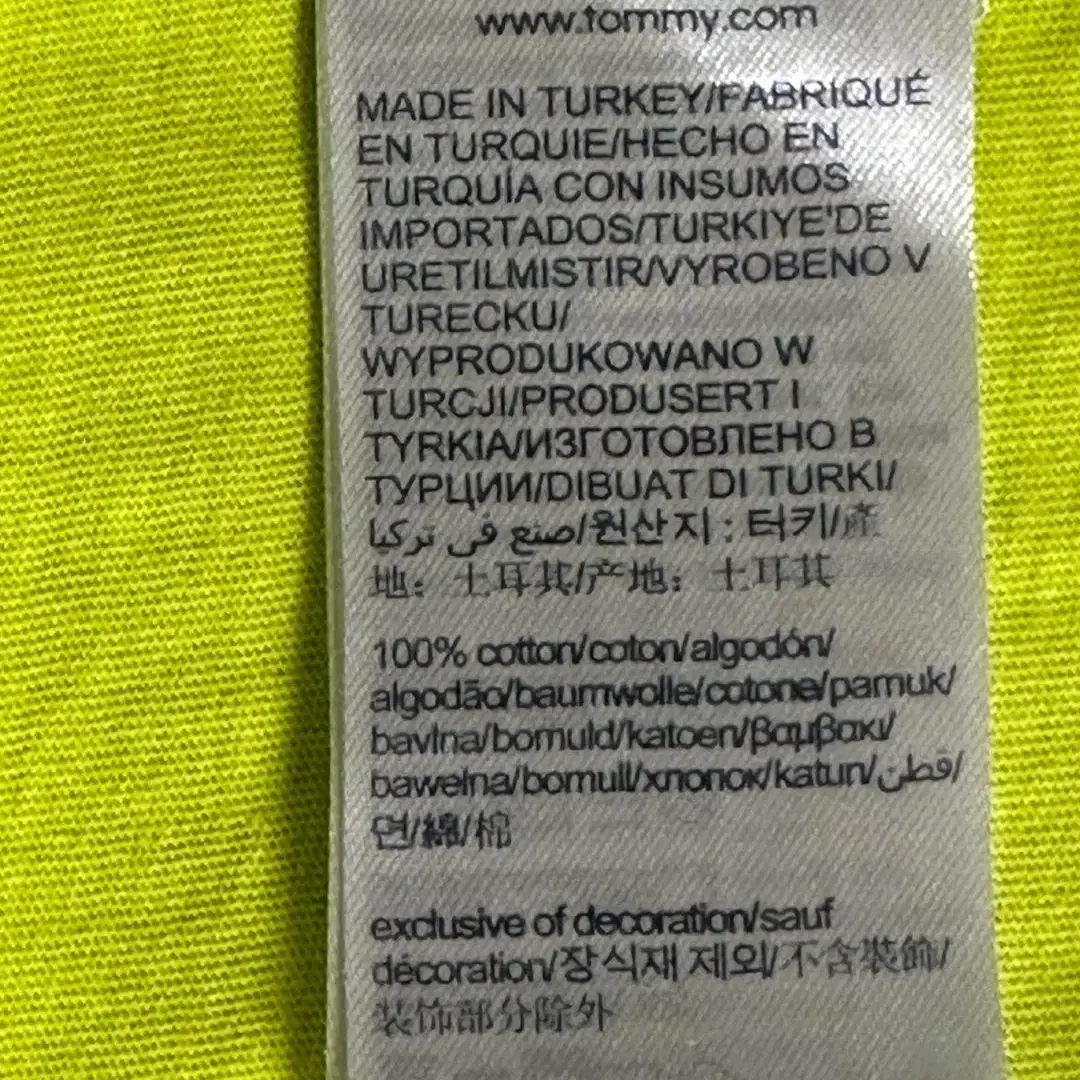 www.tommy.com
MADE IN TURKEY/FABRIQUÉ
EN TURQUIE/HECHO EN
TURQUÍA CON INSUMOS
IMPORTADOS/TURKIYE'DE
URETILMISTIR/VYROBENO V
TURECKU/
WYPRODUKOWANO W
TURCJI/PRODUSERT I
TYRKIA/ИЗГОТОВЛЕНО В
ТУРЦИИ/DIBUAT DI TURKI/
صنع في تركيا/원산지 : 터키/產
地： 土耳其/产地： 土耳其
100% cotton/coton/algodón/
algodão/baumwolle/cotone/pamuk/
bavlna/bomuld/katoen/βαμβακι/
bawełna/bomull/хлопок/katun/قطن/
면/綿/棉
exclusive of decoration/sauf
décoration/장식재 제외/不含裝飾/
装饰部分除外